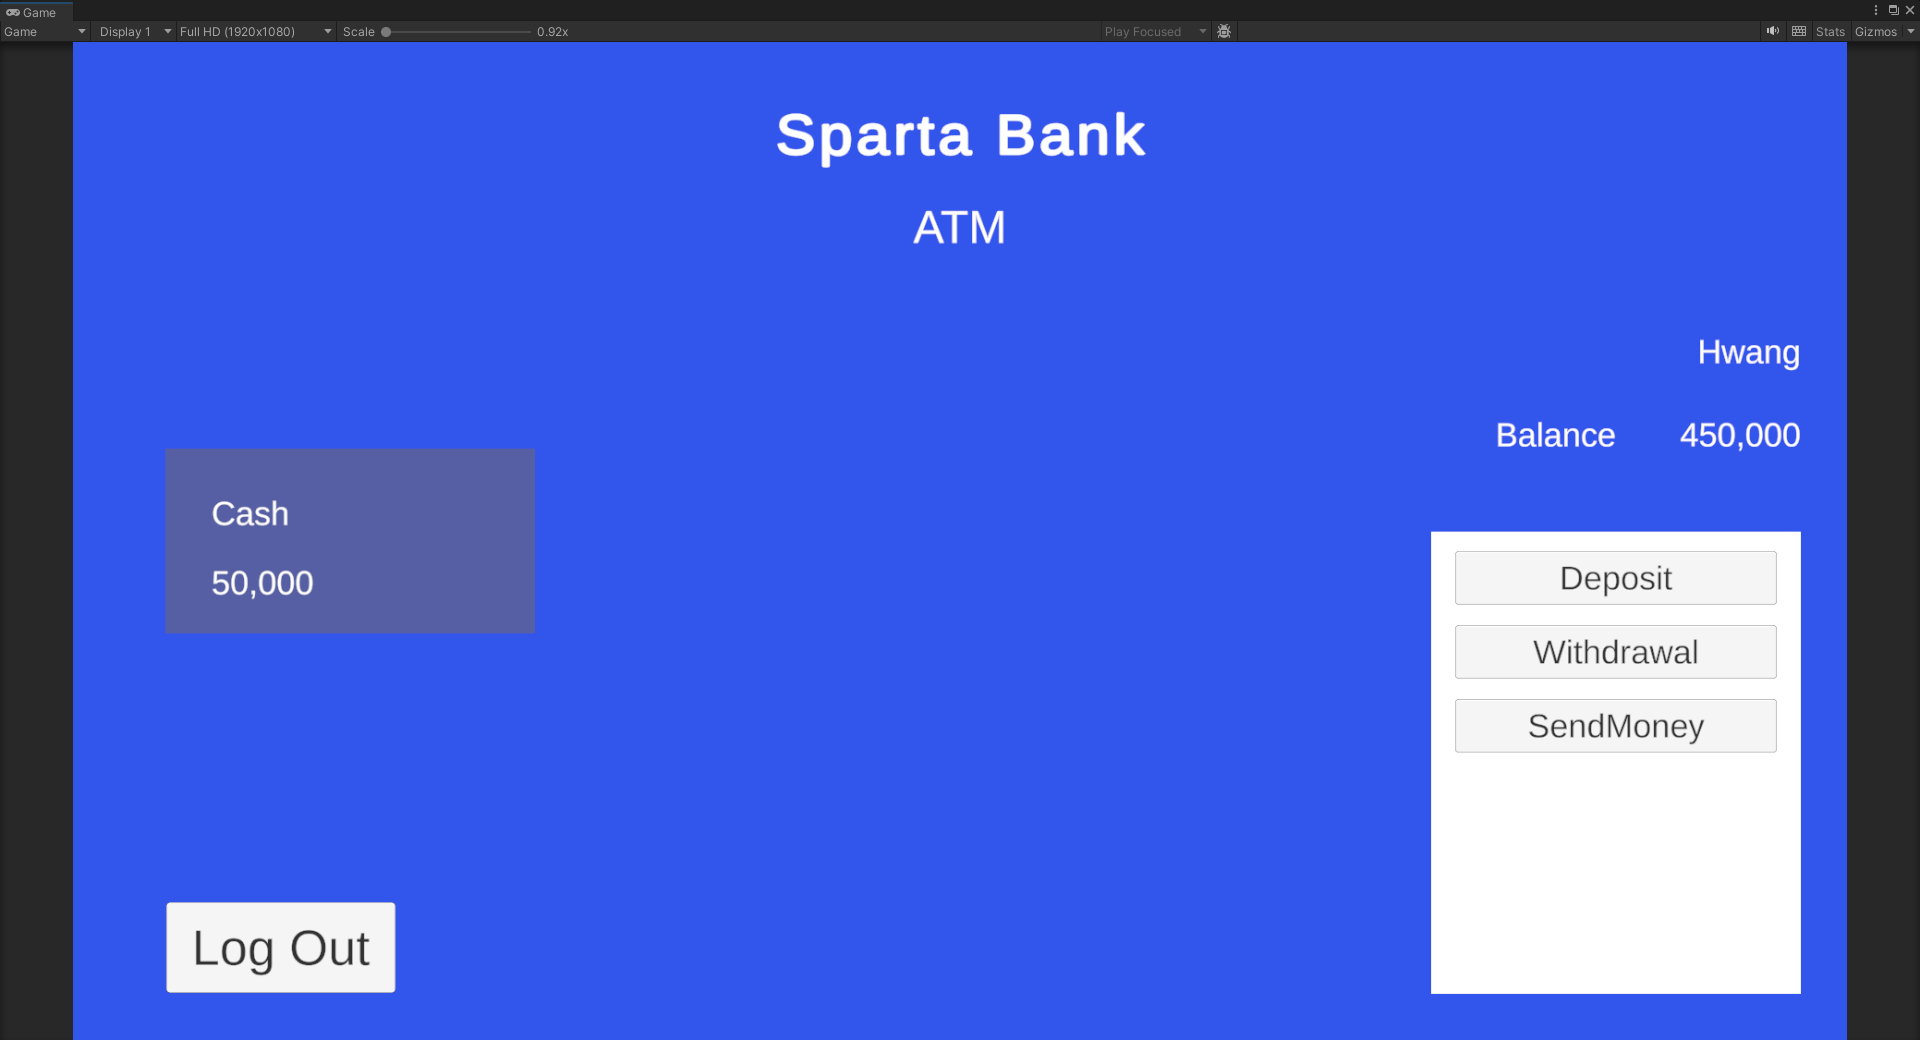 Game
Game Display 1 Full HD (1920x1080) Scale 0.92x Play Focused Stats Gizmos
Sparta Bank
ATM
Hwang
Balance 450,000
Cash
50,000
Deposit
Withdrawal
SendMoney
Log Out